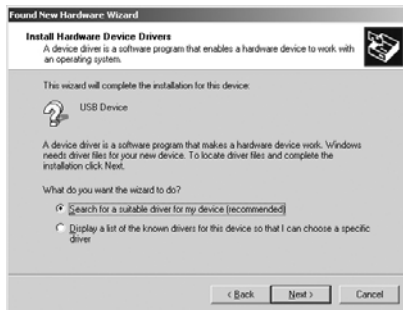 Found New Hardware Wizard
Install Hardware Device Drivers
A device driver is a software program that enables a hardware device to work with
an operating system.
This wizard will complete the installation for this device:
USB Device
A device driver is a software program that makes a hardware device work. Windows
needs driver files for your new device. To locate driver files and complete the
installation click Next.
What do you want the wizard to do?
Search for a suitable driver for my device (recommended)
Display a list of the known drivers for this device so that I can choose a specific
driver
< Back Next > Cancel